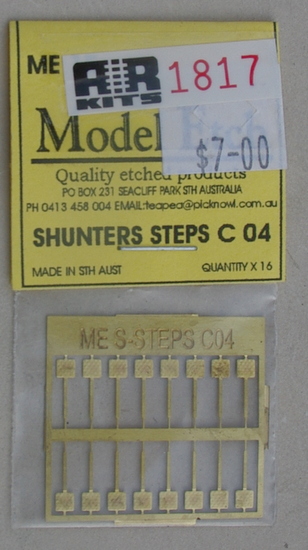 ME
AR
KITS
1817
Model
$7-00
Quality etched products
PO BOX 231 SEACLIFF PARK STH AUSTRALIA
PH 0413 458 004 EMAIL:teapea@picknowl.com.au
SHUNTERS STEPS C 04
MADE IN STH AUST QUANTITY X 16
ME S-STEPS C04